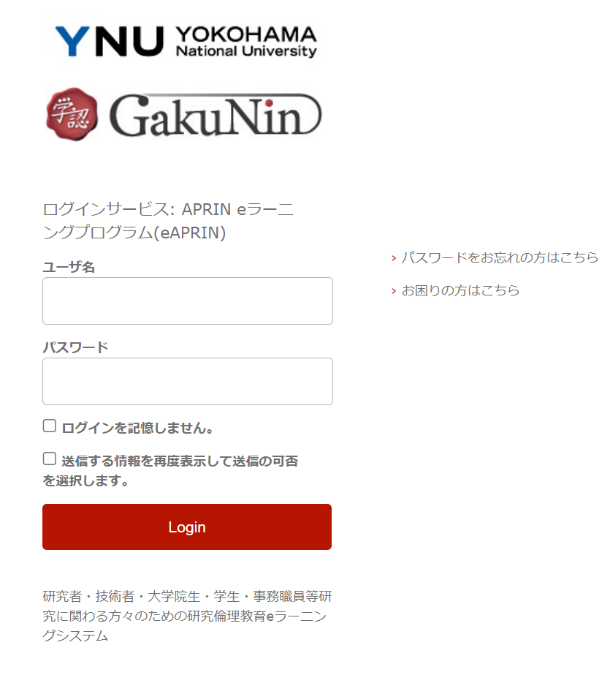 YNU YOKOHAMA
National University
学認 GakuNin
ログインサービス: APRIN eラーニ
ングプログラム(eAPRIN)
ユーザ名
パスワード
ログインを記憶しません。
送信する情報を再度表示して送信の可否
を選択します。
Login
研究者・技術者・大学院生・学生・事務職員等研
究に関わる方々のための研究倫理教育eラーニン
グシステム
› パスワードをお忘れの方はこちら
› お困りの方はこちら